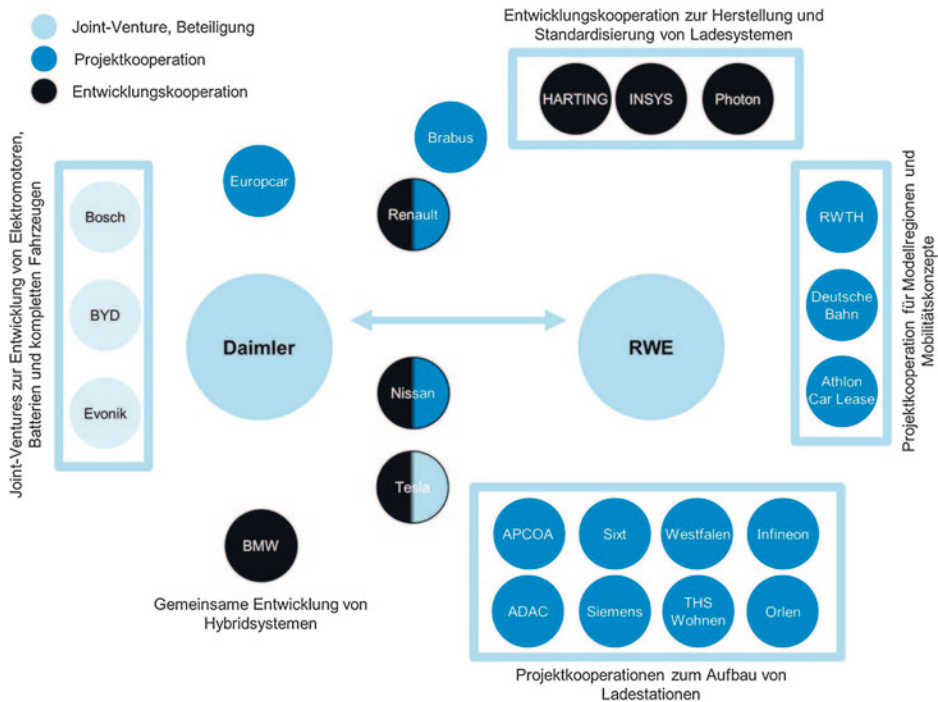 Joint-Venture, Beteiligung
Projektkooperation
Entwicklungskooperation
Entwicklungskooperation zur Herstellung und
Standardisierung von Ladesystemen
HARTING
INSYS
Photon
Brabus
Europcar
Renault
Joint-Ventures zur Entwicklung von Elektromotoren,
Batterien und kompletten Fahrzeugen
Bosch
BYD
Evonik
Daimler
RWE
RWTH
Deutsche
Bahn
Athlon
Car Lease
Projektkooperation für Modellregionen und
Mobilitätskonzepte
Nissan
Tesla
BMW
Gemeinsame Entwicklung von
Hybridsystemen
APCOA
Sixt
Westfalen
Infineon
ADAC
Siemens
THS
Wohnen
Orlen
Projektkooperationen zum Aufbau von
Ladestationen